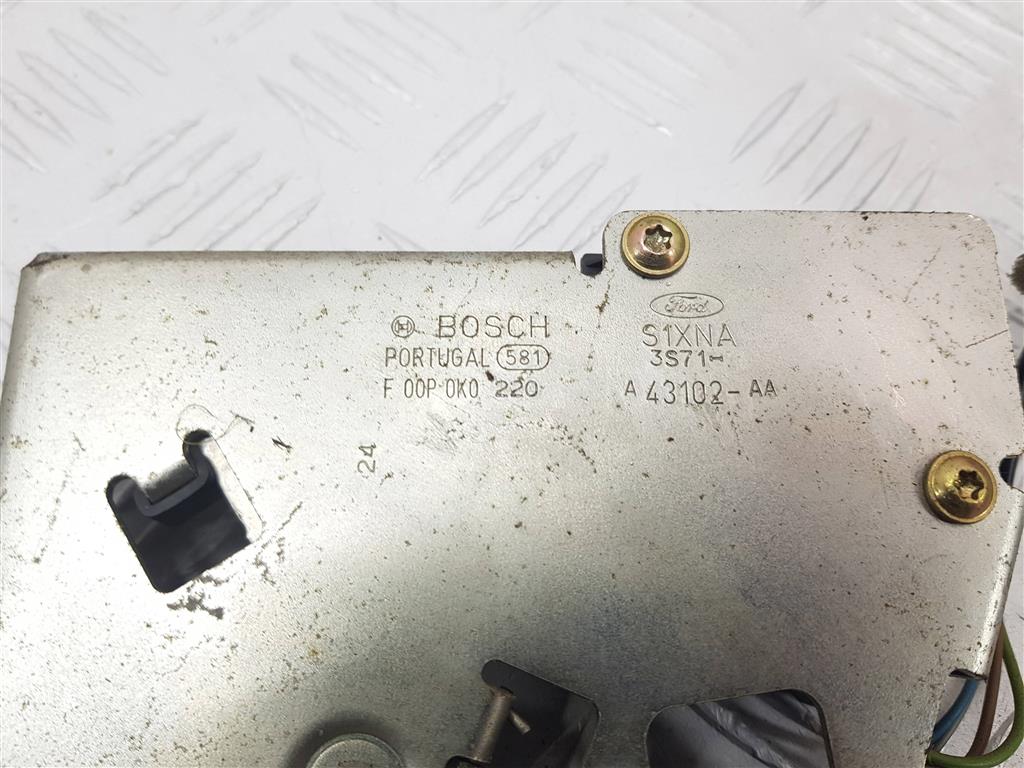 BOSCH
PORTUGAL 581
F 00P 0K0 220
24
Ford
S1XNA
3S71-
A 43102-AA